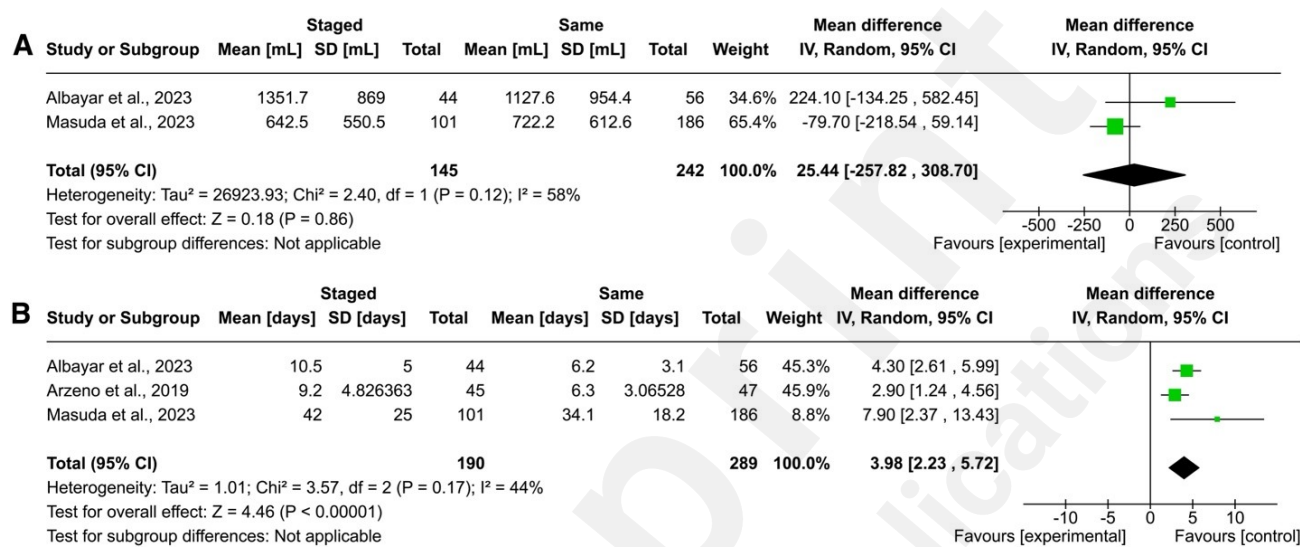 A
Staged Same Mean difference Mean difference
Study or Subgroup Mean [mL] SD [mL] Total Mean [mL] SD [mL] Total Weight IV, Random, 95% CI IV, Random, 95% CI
Albayar et al., 2023 1351.7 869 44 1127.6 954.4 56 34.6% 224.10 [-134.25 , 582.45]
Masuda et al., 2023 642.5 550.5 101 722.2 612.6 186 65.4% -79.70 [-218.54 , 59.14]
Total (95% CI) 145 242 100.0% 25.44 [-257.82 , 308.70]
Heterogeneity: Tau² = 26923.93; Chi² = 2.40, df = 1 (P = 0.12); I² = 58%
Test for overall effect: Z = 0.18 (P = 0.86)
Test for subgroup differences: Not applicable
-500 -250 0 250 500
Favours [experimental] Favours [control]
B
Staged Same Mean difference Mean difference
Study or Subgroup Mean [days] SD [days] Total Mean [days] SD [days] Total Weight IV, Random, 95% CI IV, Random, 95% CI
Albayar et al., 2023 10.5 5 44 6.2 3.1 56 45.3% 4.30 [2.61 , 5.99]
Arzeno et al., 2019 9.2 4.826363 45 6.3 3.06528 47 45.9% 2.90 [1.24 , 4.56]
Masuda et al., 2023 42 25 101 34.1 18.2 186 8.8% 7.90 [2.37 , 13.43]
Total (95% CI) 190 289 100.0% 3.98 [2.23 , 5.72]
Heterogeneity: Tau² = 1.01; Chi² = 3.57, df = 2 (P = 0.17); I² = 44%
Test for overall effect: Z = 4.46 (P < 0.00001)
Test for subgroup differences: Not applicable
-10 -5 0 5 10
Favours [experimental] Favours [control]